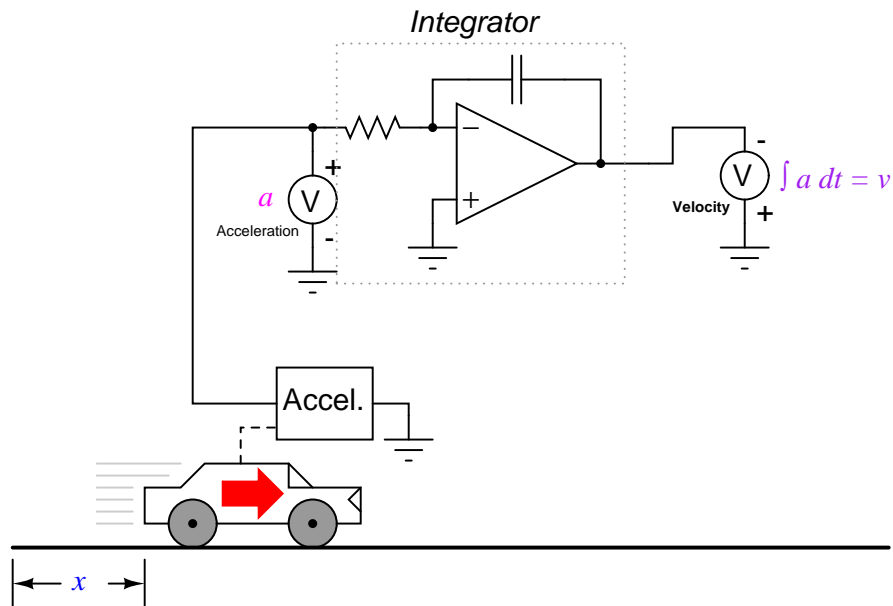 Integrator
+
V
-
a
Acceleration
−
+
-
V
+
Velocity
∫ a dt = v
Accel.
x